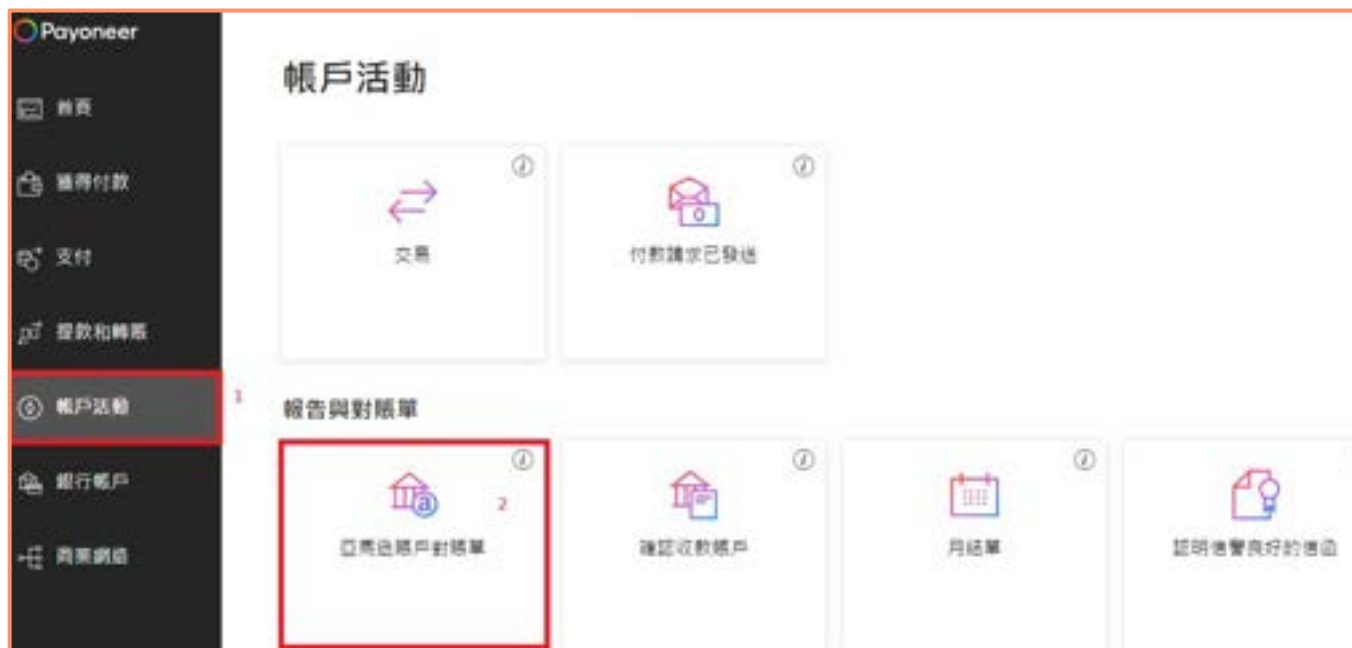 Payoneer
首頁
獲得付款
支付
提款和轉賬
帳戶活動
1
銀行帳戶
商業網絡
帳戶活動
交易
付款請求已發送
報告與對賬單
2
亞馬遜賬戶對賬單
確認收款賬戶
月結單
証明信譽良好的信函